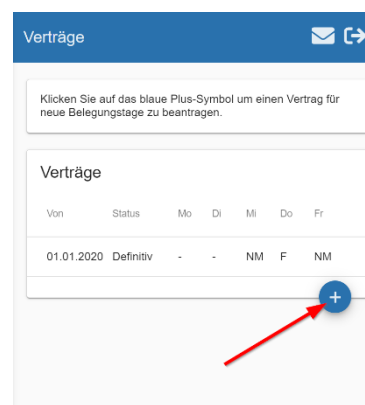 Verträge
Klicken Sie auf das blaue Plus-Symbol um einen Vertrag für
neue Belegungstage zu beantragen.
Verträge
Von Status Mo Di Mi Do Fr
01.01.2020 Definitiv - - NM F NM
+